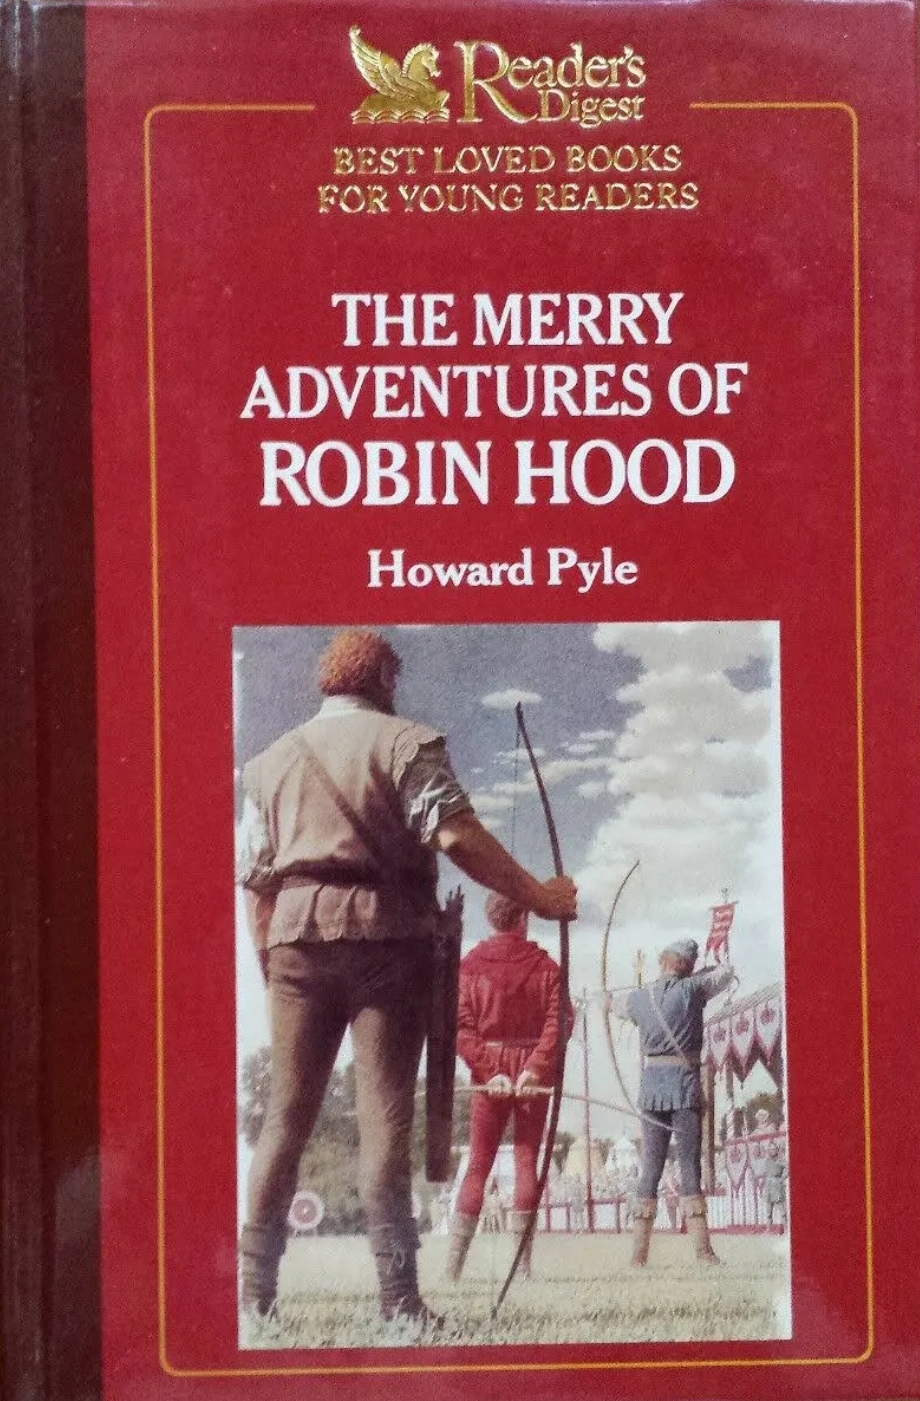 Reader's
Digest
BEST LOVED BOOKS
FOR YOUNG READERS
THE MERRY
ADVENTURES OF
ROBIN HOOD
Howard Pyle